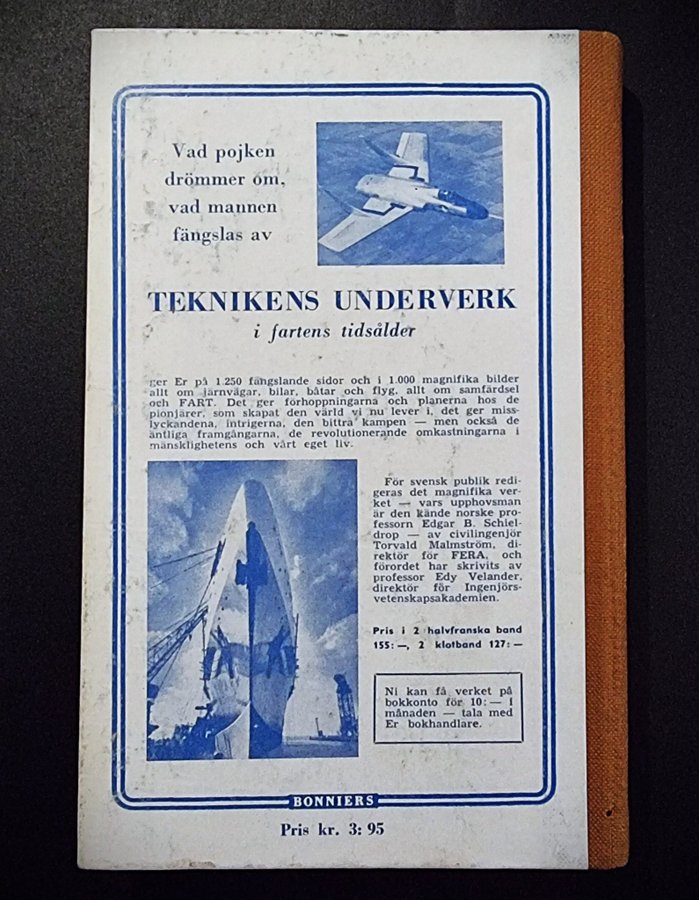 Vad pojken
drömmer om,
vad mannen
fängslas av
TEKNIKENS UNDERVERK
i fartens tidsålder
ger Er på 1.250 fängslande sidor och i 1.000 magnifika bilder
allt om järnvägar, bilar, båtar och flyg, allt om samfärdsel
och FART. Det ger förhoppningarna och planerna hos de
pionjärer, som skapat den värld vi nu lever i, det ger miss-
lyckandena, intrigerna, den bittra kampen — men också de
äntliga framgångarna, de revolutionerande omkastningarna i
mänsklighetens och vårt eget liv.
För svensk publik redi-
geras det magnifika ver-
ket — vars upphovsman
är den kände norske pro-
fessorn Edgar B. Schiel-
drop — av civilingenjör
Torvald Malmström, di-
rektör för FERA, och
förordet har skrivits av
professor Edy Velander,
direktör för Ingenjörs-
vetenskapsakademien.
Pris i 2 halvfranska band
155:—, 2 klotband 127:—
Ni kan få verket på
bokkonto för 10:— i
månaden — tala med
Er bokhandlare.
BONNIERS
Pris kr. 3: 95